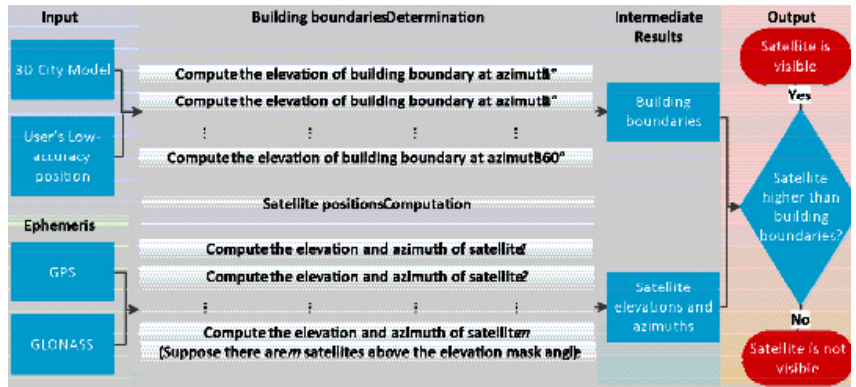 Input
Building boundaries Determination
Intermediate
Results
Output
3D City Model
User's Low-
accuracy
position
Compute the elevation of building boundary at azimuth 1°
Compute the elevation of building boundary at azimuth 2°
⋮ ⋮ ⋮ ⋮
Compute the elevation of building boundary at azimuth 360°
Building
boundaries
Satellite is
visible
Yes
Satellite
higher than
building
boundaries?
No
Satellite is not
visible
Ephemeris
GPS
GLONASS
Satellite positions Computation
Compute the elevation and azimuth of satellite 1
Compute the elevation and azimuth of satellite 2
⋮ ⋮ ⋮ ⋮
Compute the elevation and azimuth of satellite m
(Suppose there are m satellites above the elevation mask angle)
Satellite
elevations and
azimuths